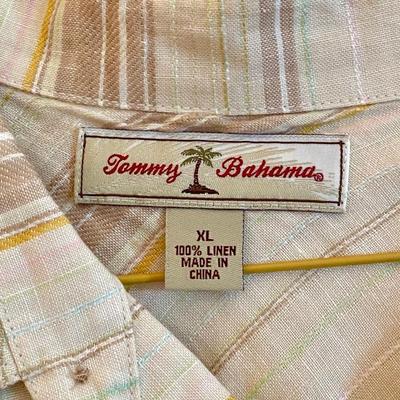 Tommy Bahama®
XL
100% LINEN
MADE IN
CHINA